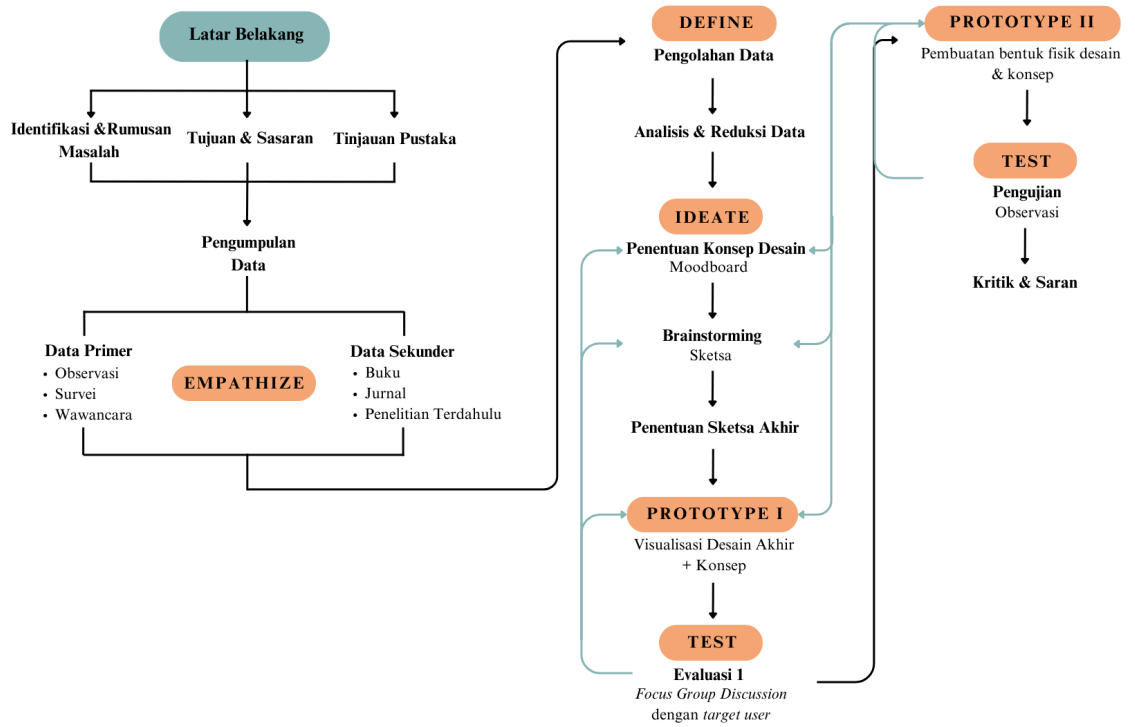 Latar Belakang
Identifikasi &Rumusan
Masalah
Tujuan & Sasaran
Tinjauan Pustaka
Pengumpulan
Data
Data Primer
• Observasi
• Survei
• Wawancara
EMPATHIZE
Data Sekunder
• Buku
• Jurnal
• Penelitian Terdahulu
DEFINE
Pengolahan Data
Analisis & Reduksi Data
IDEATE
Penentuan Konsep Desain
Moodboard
Brainstorming
Sketsa
Penentuan Sketsa Akhir
PROTOTYPE I
Visualisasi Desain Akhir
+ Konsep
TEST
Evaluasi 1
Focus Group Discussion
dengan target user
PROTOTYPE II
Pembuatan bentuk fisik desain
& konsep
TEST
Pengujian
Observasi
Kritik & Saran